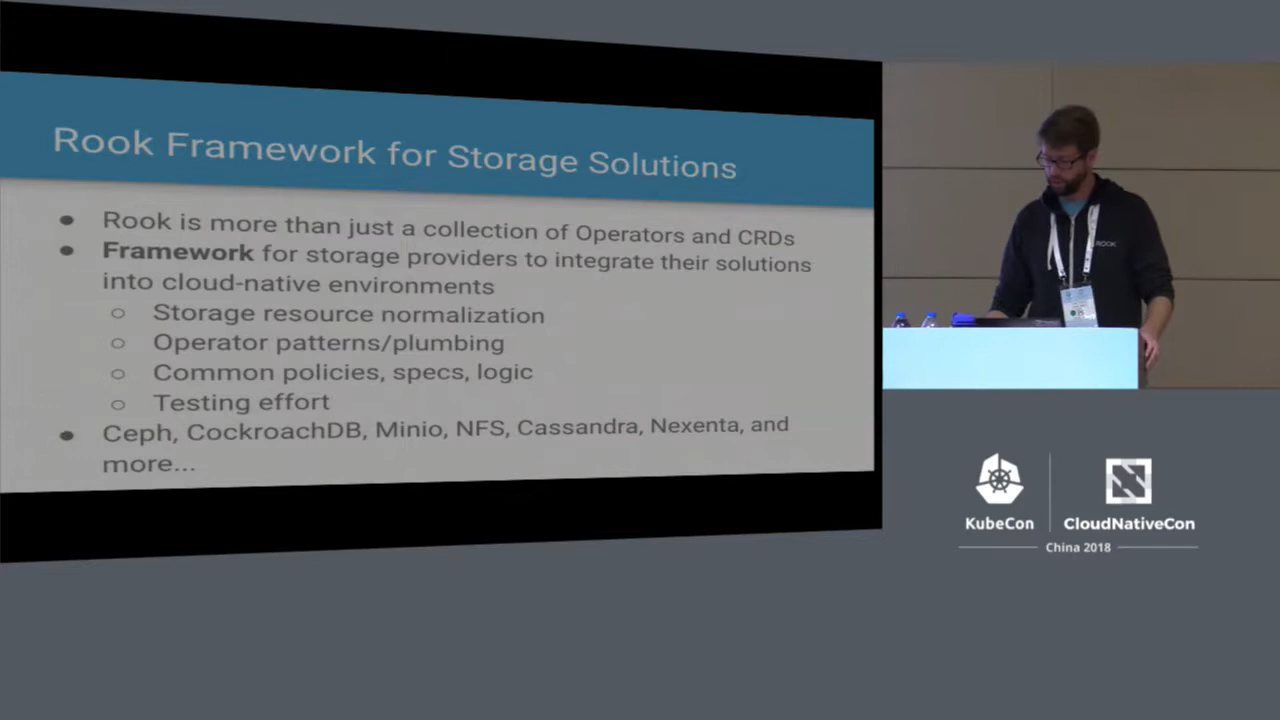 Rook Framework for Storage Solutions
● Rook is more than just a collection of Operators and CRDs
● Framework for storage providers to integrate their solutions
into cloud-native environments
○ Storage resource normalization
○ Operator patterns/plumbing
○ Common policies, specs, logic
○ Testing effort
● Ceph, CockroachDB, Minio, NFS, Cassandra, Nexenta, and
more...
ROOK
KubeCon
CloudNativeCon
China 2018